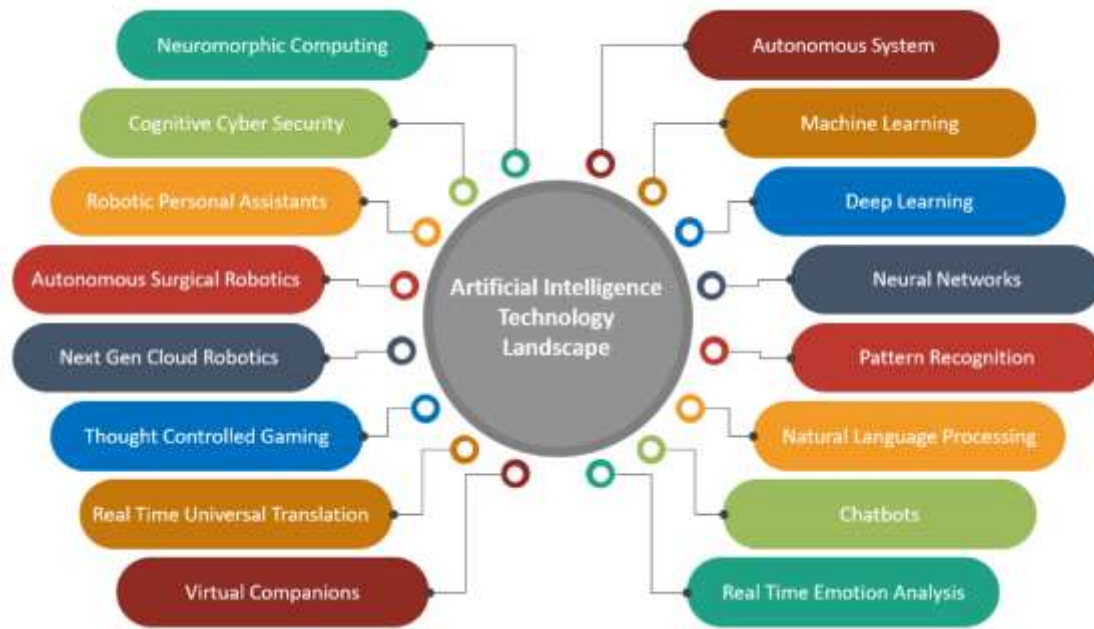 Neuromorphic Computing
Cognitive Cyber Security
Robotic Personal Assistants
Autonomous Surgical Robotics
Next Gen Cloud Robotics
Thought Controlled Gaming
Real Time Universal Translation
Virtual Companions
Artificial Intelligence
Technology
Landscape
Autonomous System
Machine Learning
Deep Learning
Neural Networks
Pattern Recognition
Natural Language Processing
Chatbots
Real Time Emotion Analysis